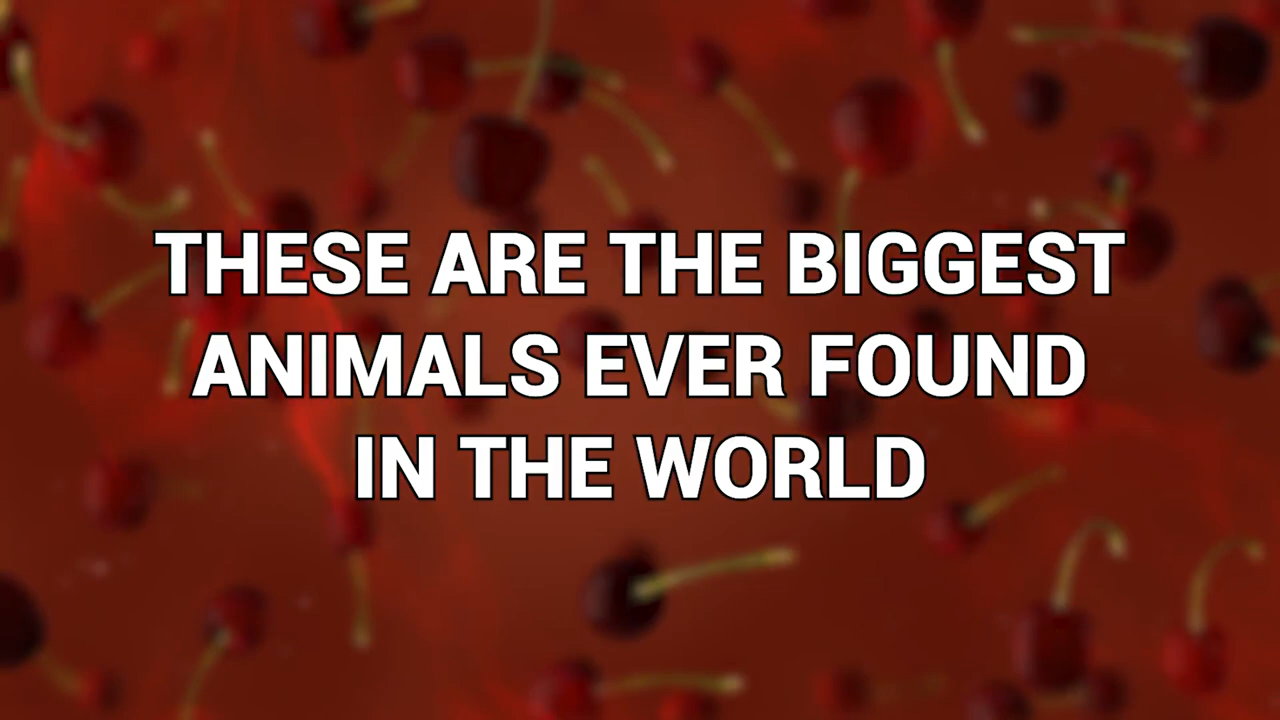 THESE ARE THE BIGGEST
ANIMALS EVER FOUND
IN THE WORLD